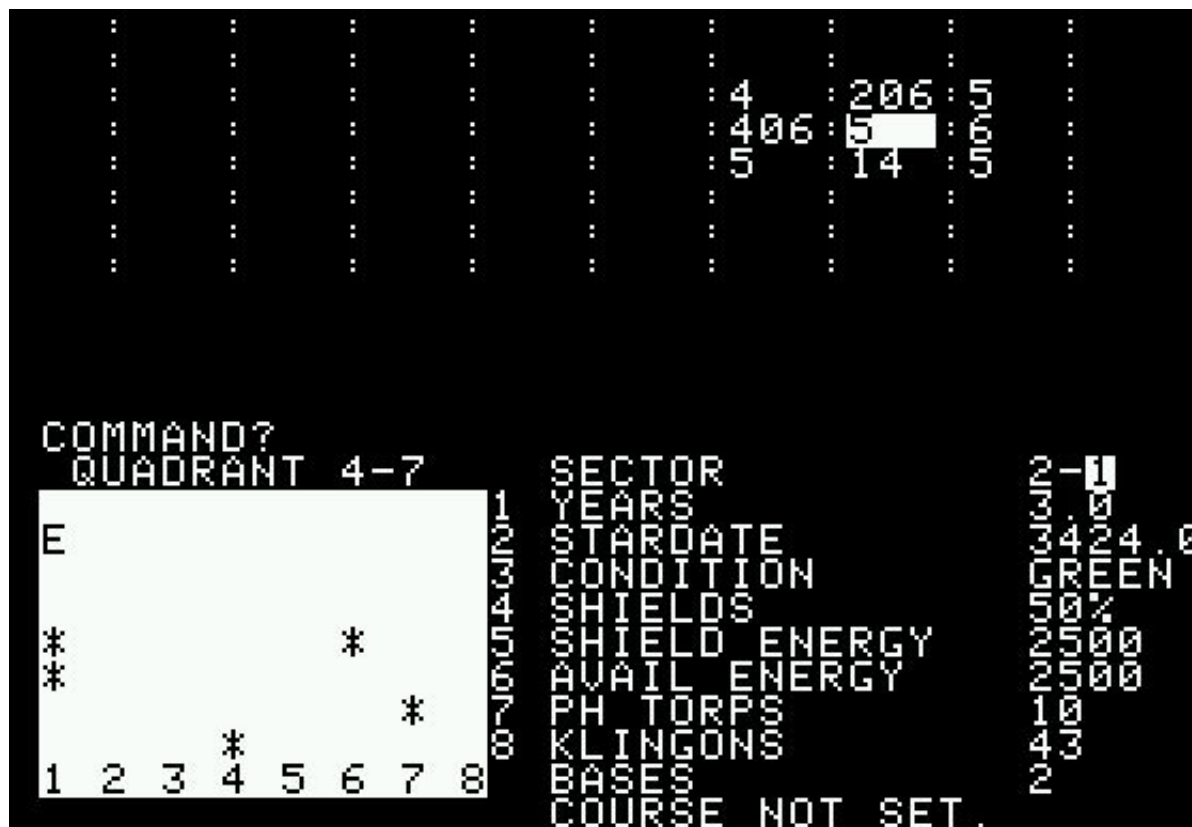 : : : : : : : : :
: : : : : : : : :
: : : : : :4 :206:5 :
: : : : : :406:5 :6 :
: : : : : :5 :14 :5 :
: : : : : : : : :
: : : : : : : : :
: : : : : : : : :
COMMAND?
QUADRANT 4-7 SECTOR 2-1
1 YEARS 3.0
E 2 STARDATE 3424.0
3 CONDITION GREEN
4 SHIELDS 50%
* * 5 SHIELD ENERGY 2500
* 6 AVAIL ENERGY 2500
* 7 PH TORPS 10
* 8 KLINGONS 43
1 2 3 4 5 6 7 8 BASES 2
COURSE NOT SET.